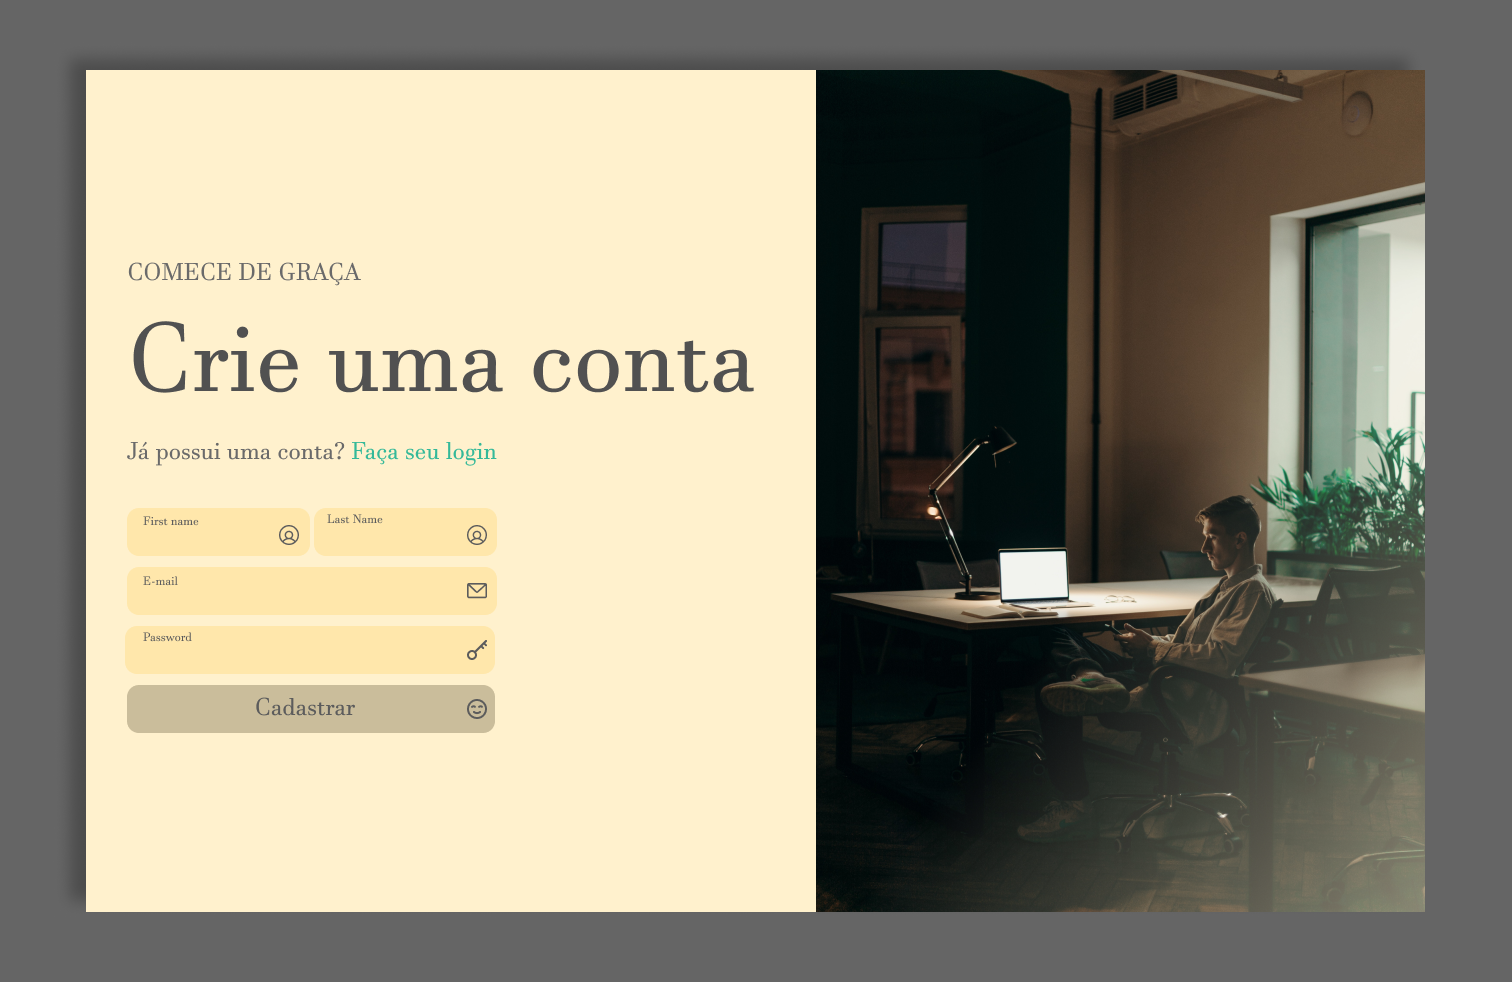 COMECE DE GRAÇA
Crie uma conta
Já possui uma conta? Faça seu login
First name
Last Name
E-mail
Password
Cadastrar